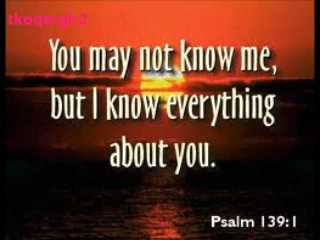 tkoqergh2
You may not know me,
but I know everything
about you.
Psalm 139:1